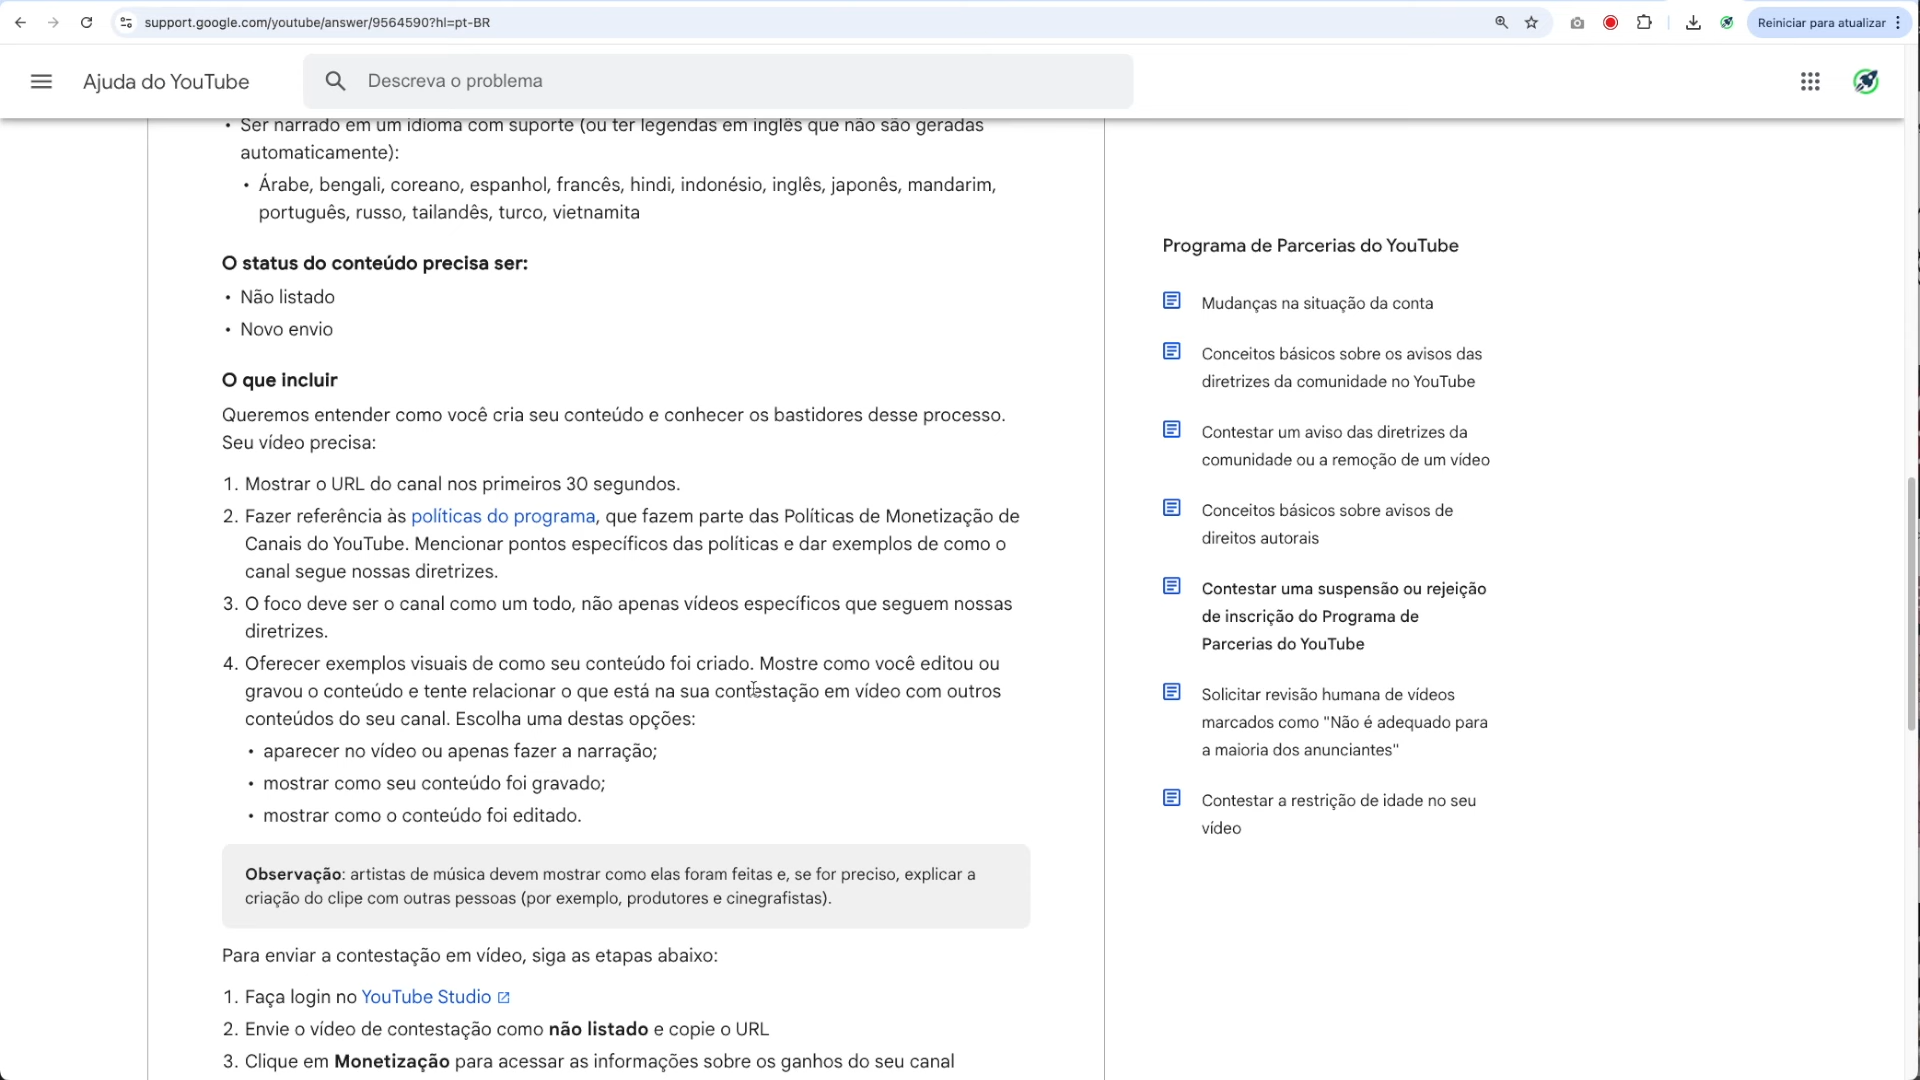 support.google.com/youtube/answer/9564590?hl=pt-BR
Reiniciar para atualizar
Ajuda do YouTube
Descreva o problema
• Ser narrado em um idioma com suporte (ou ter legendas em inglês que não são geradas
automaticamente):
• Árabe, bengali, coreano, espanhol, francês, hindi, indonésio, inglês, japonês, mandarim,
português, russo, tailandês, turco, vietnamita
O status do conteúdo precisa ser:
• Não listado
• Novo envio
O que incluir
Queremos entender como você cria seu conteúdo e conhecer os bastidores desse processo.
Seu vídeo precisa:
1. Mostrar o URL do canal nos primeiros 30 segundos.
2. Fazer referência às políticas do programa, que fazem parte das Políticas de Monetização de
Canais do YouTube. Mencionar pontos específicos das políticas e dar exemplos de como o
canal segue nossas diretrizes.
3. O foco deve ser o canal como um todo, não apenas vídeos específicos que seguem nossas
diretrizes.
4. Oferecer exemplos visuais de como seu conteúdo foi criado. Mostre como você editou ou
gravou o conteúdo e tente relacionar o que está na sua contestação em vídeo com outros
conteúdos do seu canal. Escolha uma destas opções:
• aparecer no vídeo ou apenas fazer a narração;
• mostrar como seu conteúdo foi gravado;
• mostrar como o conteúdo foi editado.
Observação: artistas de música devem mostrar como elas foram feitas e, se for preciso, explicar a
criação do clipe com outras pessoas (por exemplo, produtores e cinegrafistas).
Para enviar a contestação em vídeo, siga as etapas abaixo:
1. Faça login no YouTube Studio
2. Envie o vídeo de contestação como não listado e copie o URL
3. Clique em Monetização para acessar as informações sobre os ganhos do seu canal
Programa de Parcerias do YouTube
Mudanças na situação da conta
Conceitos básicos sobre os avisos das
diretrizes da comunidade no YouTube
Contestar um aviso das diretrizes da
comunidade ou a remoção de um vídeo
Conceitos básicos sobre avisos de
direitos autorais
Contestar uma suspensão ou rejeição
de inscrição do Programa de
Parcerias do YouTube
Solicitar revisão humana de vídeos
marcados como "Não é adequado para
a maioria dos anunciantes"
Contestar a restrição de idade no seu
vídeo